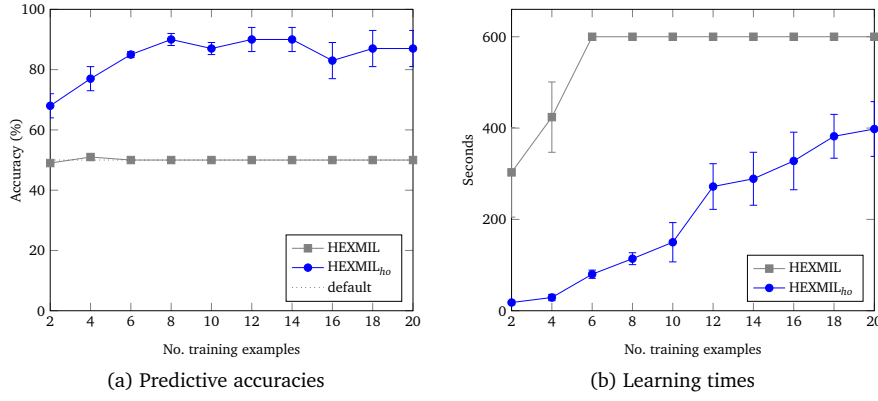 100
80
60
40
20
0
Accuracy (%)
2 4 6 8 10 12 14 16 18 20
No. training examples
HEXMIL
HEXMILho
default
(a) Predictive accuracies
600
400
200
0
Seconds
2 4 6 8 10 12 14 16 18 20
No. training examples
HEXMIL
HEXMILho
(b) Learning times